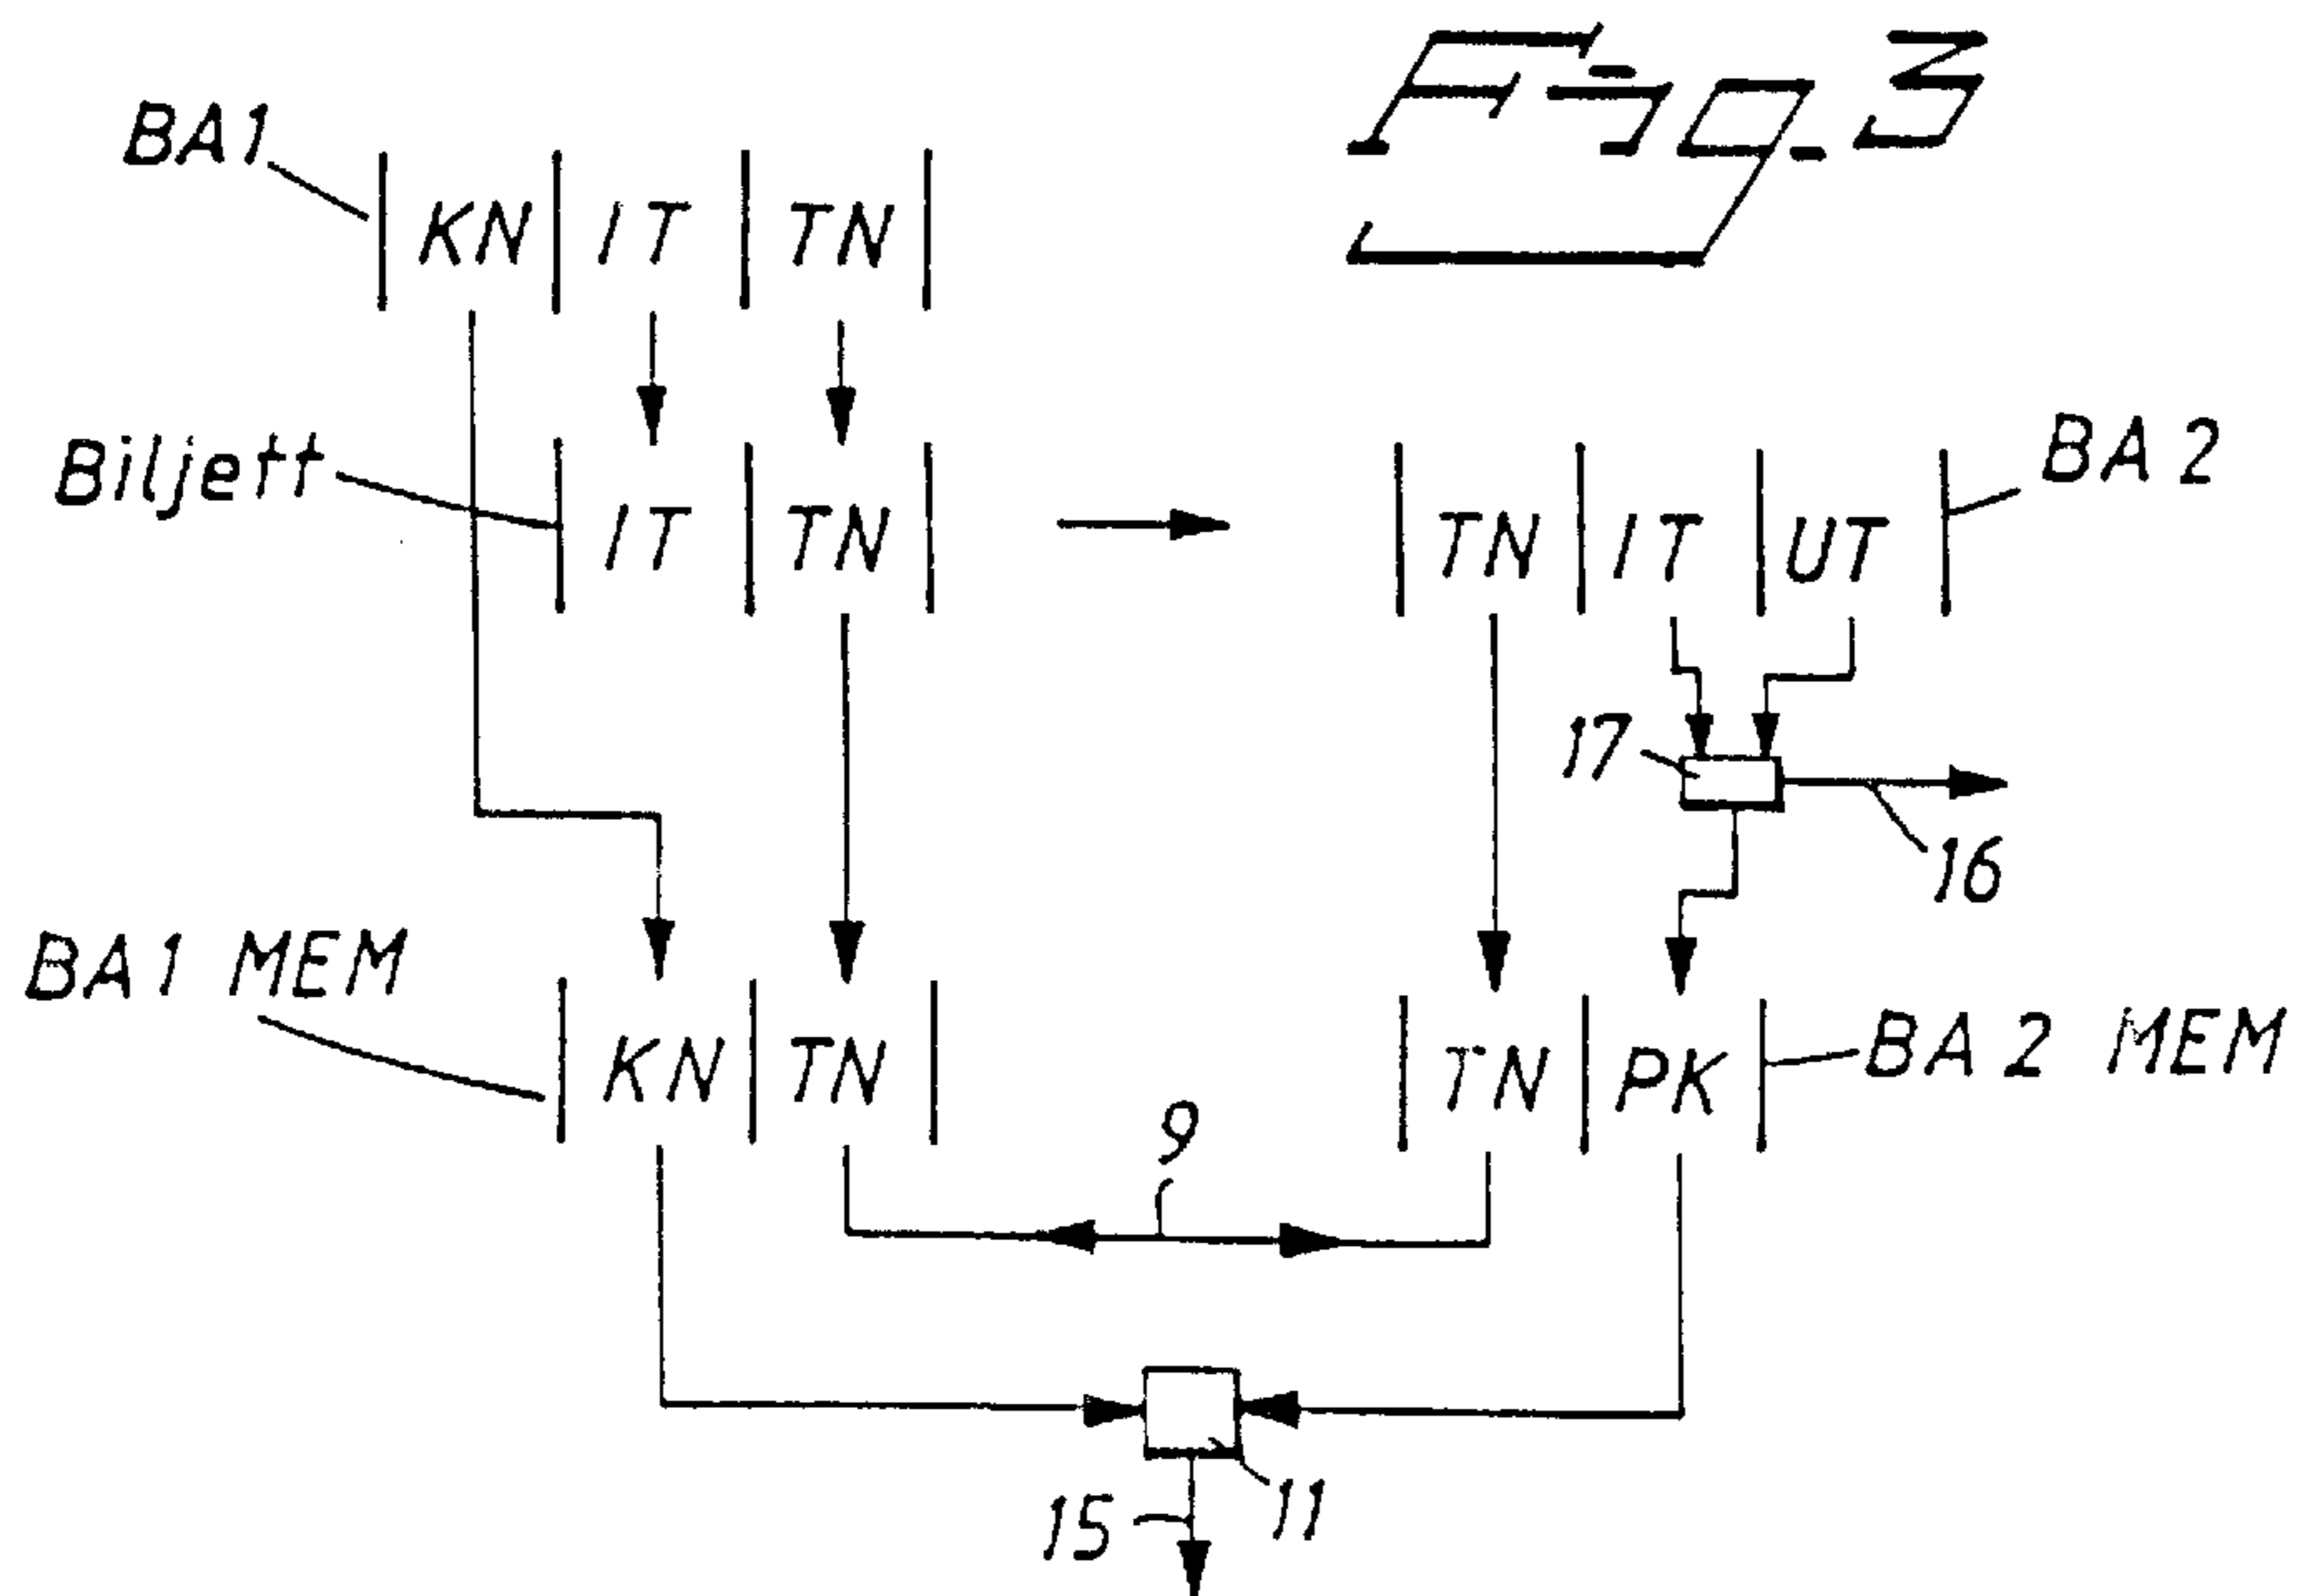 Fig. 3
BA1
KN IT TN
Biljett
IT TN
TN IT UT
BA 2
17
16
BA1 MEM
KN TN
TN PK
BA 2 MEM
9
15
11